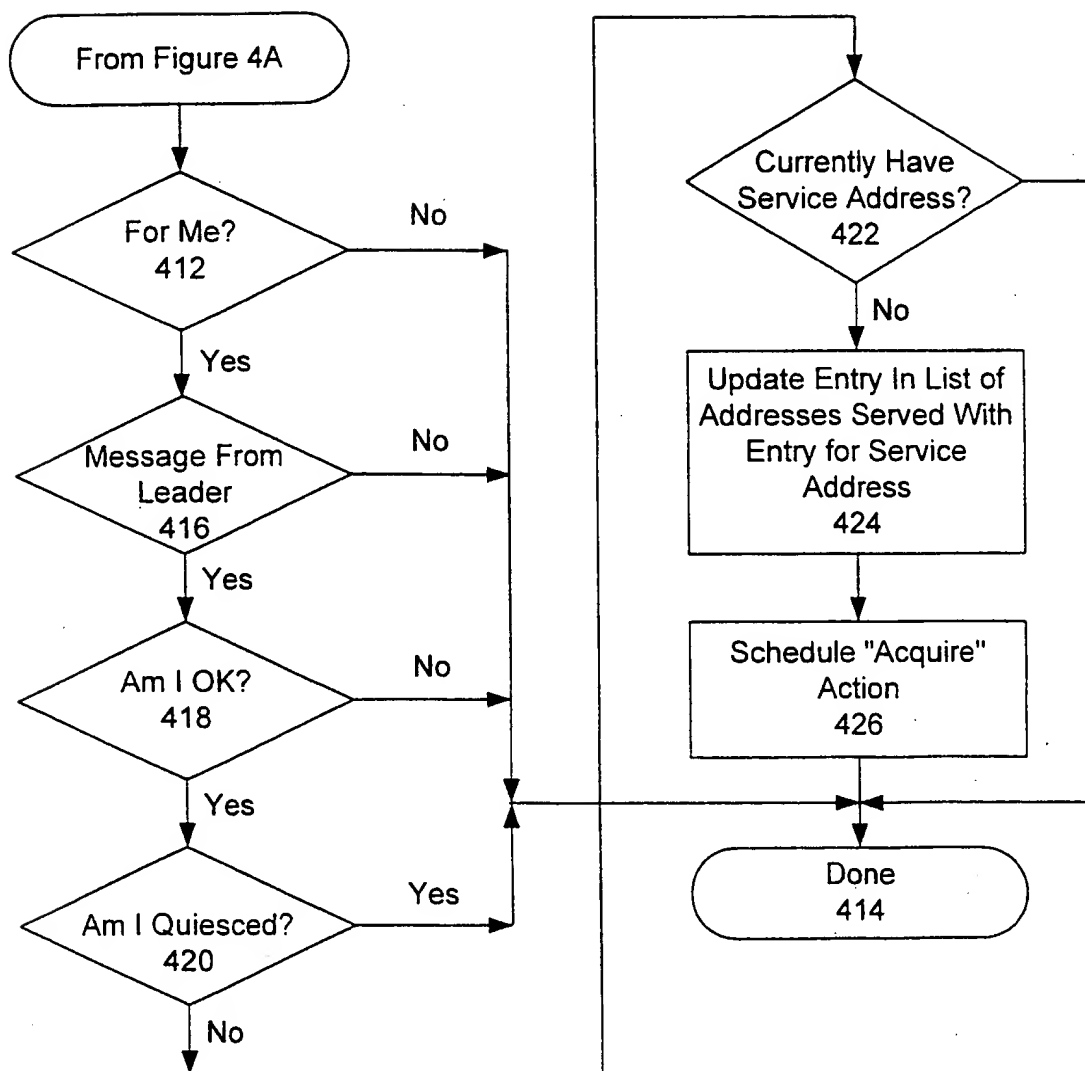 From Figure 4A
For Me?
412
No
Yes
Message From
Leader
416
No
Yes
Am I OK?
418
No
Yes
Am I Quiesced?
420
Yes
No
Currently Have
Service Address?
422
No
Update Entry In List of
Addresses Served With
Entry for Service
Address
424
Schedule "Acquire"
Action
426
Done
414